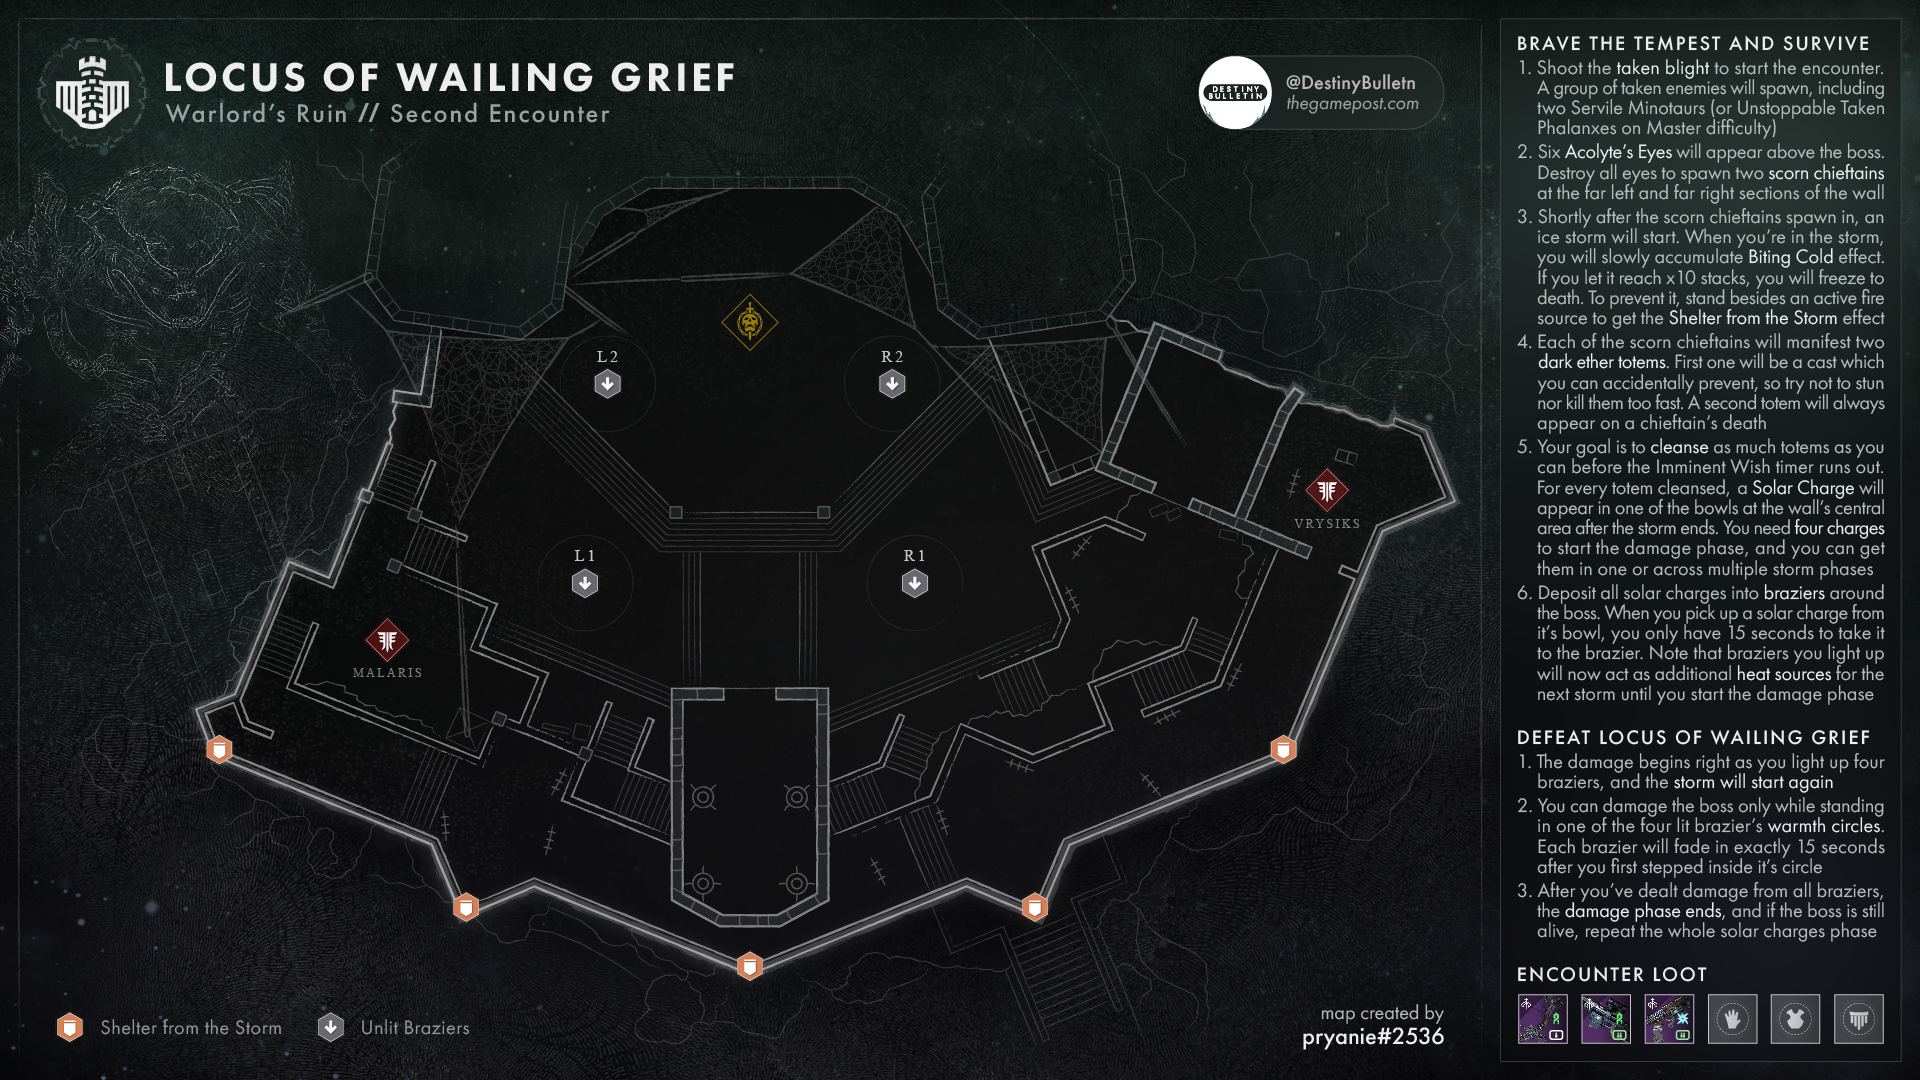 LOCUS OF WAILING GRIEF
Warlord's Ruin // Second Encounter
DESTINY
BULLETIN
@DestinyBulletn
thegamepost.com
L2
R2
L1
R1
VRYSIKS
MALARIS
Shelter from the Storm
Unlit Braziers
map created by
pryanie#2536
BRAVE THE TEMPEST AND SURVIVE
1. Shoot the taken blight to start the encounter.
A group of taken enemies will spawn, including
two Servile Minotaurs (or Unstoppable Taken
Phalanxes on Master difficulty)
2. Six Acolyte's Eyes will appear above the boss.
Destroy all eyes to spawn two scorn chieftains
at the far left and far right sections of the wall
3. Shortly after the scorn chieftains spawn in, an
ice storm will start. When you're in the storm,
you will slowly accumulate Biting Cold effect.
If you let it reach x10 stacks, you will freeze to
death. To prevent it, stand besides an active fire
source to get the Shelter from the Storm effect
4. Each of the scorn chieftains will manifest two
dark ether totems. First one will be a cast which
you can accidentally prevent, so try not to stun
nor kill them too fast. A second totem will always
appear on a chieftain's death
5. Your goal is to cleanse as much totems as you
can before the Imminent Wish timer runs out.
For every totem cleansed, a Solar Charge will
appear in one of the bowls at the wall's central
area after the storm ends. You need four charges
to start the damage phase, and you can get
them in one or across multiple storm phases
6. Deposit all solar charges into braziers around
the boss. When you pick up a solar charge from
it's bowl, you only have 15 seconds to take it
to the brazier. Note that braziers you light up
will now act as additional heat sources for the
next storm until you start the damage phase
DEFEAT LOCUS OF WAILING GRIEF
1. The damage begins right as you light up four
braziers, and the storm will start again
2. You can damage the boss only while standing
in one of the four lit brazier's warmth circles.
Each brazier will fade in exactly 15 seconds
after you first stepped inside it's circle
3. After you've dealt damage from all braziers,
the damage phase ends, and if the boss is still
alive, repeat the whole solar charges phase
ENCOUNTER LOOT